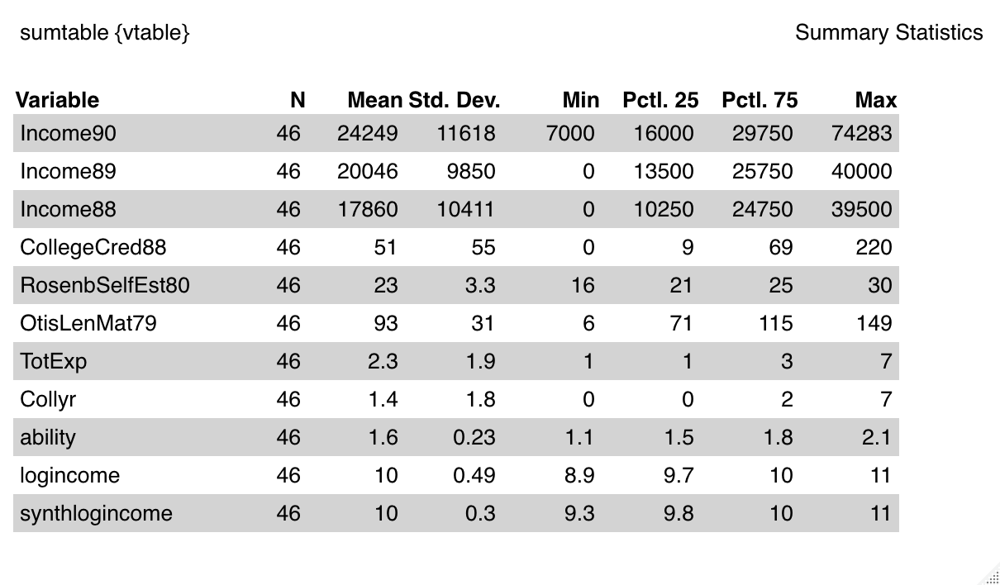 sumtable {vtable} Summary Statistics
Variable N Mean Std. Dev. Min Pctl. 25 Pctl. 75 Max
Income90 46 24249 11618 7000 16000 29750 74283
Income89 46 20046 9850 0 13500 25750 40000
Income88 46 17860 10411 0 10250 24750 39500
CollegeCred88 46 51 55 0 9 69 220
RosenbSelfEst80 46 23 3.3 16 21 25 30
OtisLenMat79 46 93 31 6 71 115 149
TotExp 46 2.3 1.9 1 1 3 7
Collyr 46 1.4 1.8 0 0 2 7
ability 46 1.6 0.23 1.1 1.5 1.8 2.1
logincome 46 10 0.49 8.9 9.7 10 11
synthlogincome 46 10 0.3 9.3 9.8 10 11